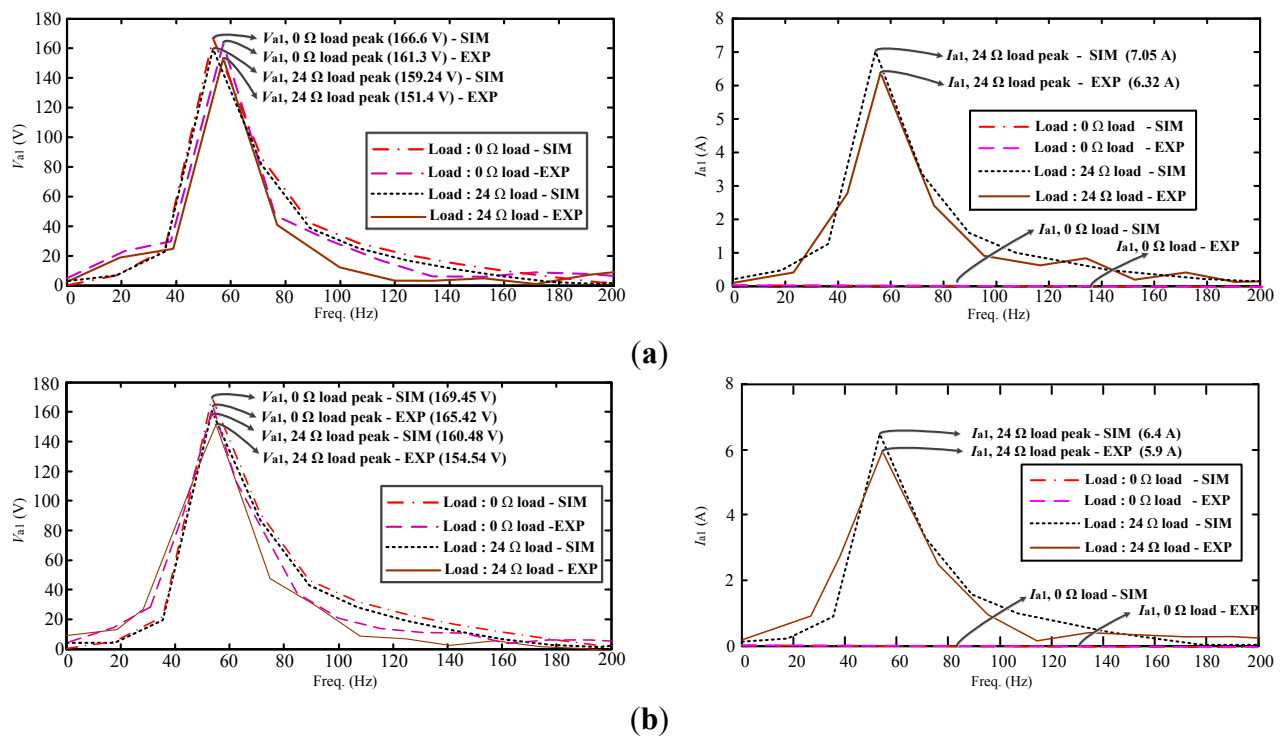 180
160
140
120
100
80
60
40
20
0
Va1 (V)
0 20 40 60 80 100 120 140 160 180 200
Freq. (Hz)
Va1, 0 Ω load peak (166.6 V) - SIM
Va1, 0 Ω load peak (161.3 V) - EXP
Va1, 24 Ω load peak (159.24 V) - SIM
Va1, 24 Ω load peak (151.4 V) - EXP
Load : 0 Ω load - SIM
Load : 0 Ω load -EXP
Load : 24 Ω load - SIM
Load : 24 Ω load - EXP
8
7
6
5
4
3
2
1
0
Ia1 (A)
0 20 40 60 80 100 120 140 160 180 200
Freq. (Hz)
Ia1, 24 Ω load peak - SIM (7.05 A)
Ia1, 24 Ω load peak - EXP (6.32 A)
Load : 0 Ω load - SIM
Load : 0 Ω load - EXP
Load : 24 Ω load - SIM
Load : 24 Ω load - EXP
Ia1, 0 Ω load - SIM
Ia1, 0 Ω load - EXP
(a)
180
160
140
120
100
80
60
40
20
0
Va1 (V)
0 20 40 60 80 100 120 140 160 180 200
Freq. (Hz)
Va1, 0 Ω load peak - SIM (169.45 V)
Va1, 0 Ω load peak - EXP (165.42 V)
Va1, 24 Ω load peak - SIM (160.48 V)
Va1, 24 Ω load peak - EXP (154.54 V)
Load : 0 Ω load - SIM
Load : 0 Ω load -EXP
Load : 24 Ω load - SIM
Load : 24 Ω load - EXP
8
6
4
2
0
Ia1 (A)
0 20 40 60 80 100 120 140 160 180 200
Freq. (Hz)
Ia1, 24 Ω load peak - SIM (6.4 A)
Ia1, 24 Ω load peak - EXP (5.9 A)
Load : 0 Ω load - SIM
Load : 0 Ω load - EXP
Load : 24 Ω load - SIM
Load : 24 Ω load - EXP
Ia1, 0 Ω load - SIM
Ia1, 0 Ω load - EXP
(b)